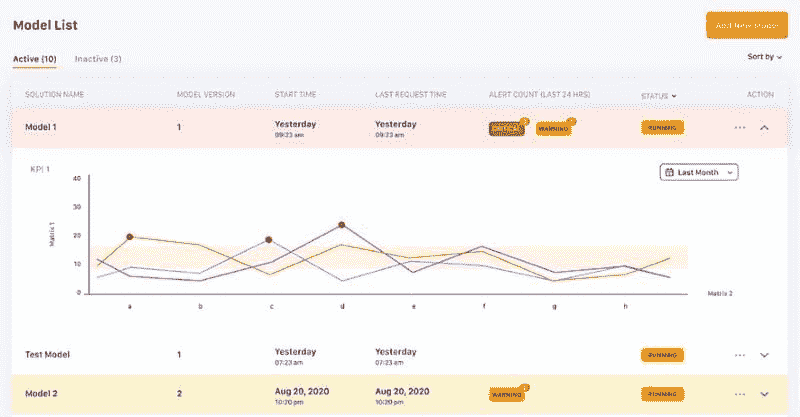 Model List
Add New Model
Active (10) Inactive (3)
Sort by
SOLUTION NAME MODEL VERSION START TIME LAST REQUEST TIME ALERT COUNT (LAST 24 HRS) STATUS ACTION
Model 1 1 Yesterday Yesterday WARNING RUNNING
09:23 am 09:23 am
KPI 1
Last Month
40
30
20
10
0
Matrix 1
a b c d e f g h
Matrix 2
Test Model 1 Yesterday Yesterday RUNNING
07:23 am 07:23 am
Model 2 2 Aug 20, 2020 Aug 20, 2020 WARNING RUNNING
10:20 pm 10:20 pm